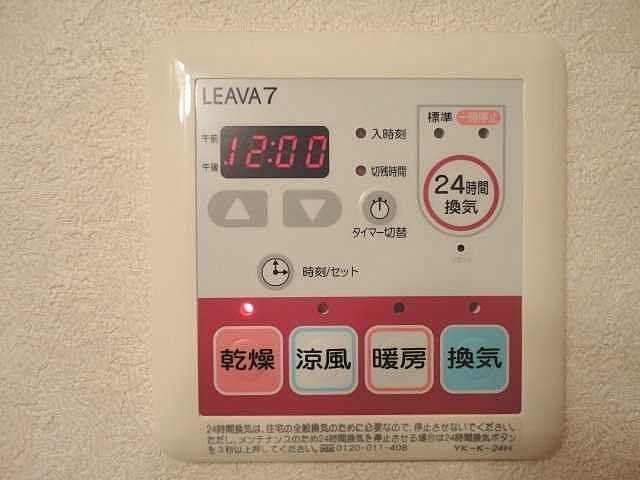 LEAVA7
午前
午後
12:00
入時刻
切残時間
タイマー切替
時刻/セット
標準 一時停止
24時間
換気
乾燥 涼風 暖房 換気
24時間換気は、住宅の全般換気のために必要なので、停止させないでください。
ただし、メンテナンスのため24時間換気を停止させる場合は24時間換気ボタン
を3秒以上押してください。 0120-011-408 YK-K-24H